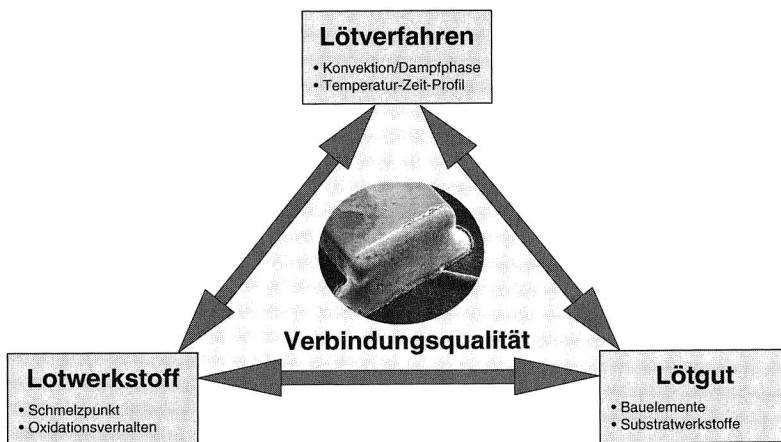 Lötverfahren
• Konvektion/Dampfphase
• Temperatur-Zeit-Profil
Verbindungsqualität
Lotwerkstoff
• Schmelzpunkt
• Oxidationsverhalten
Lötgut
• Bauelemente
• Substratwerkstoffe